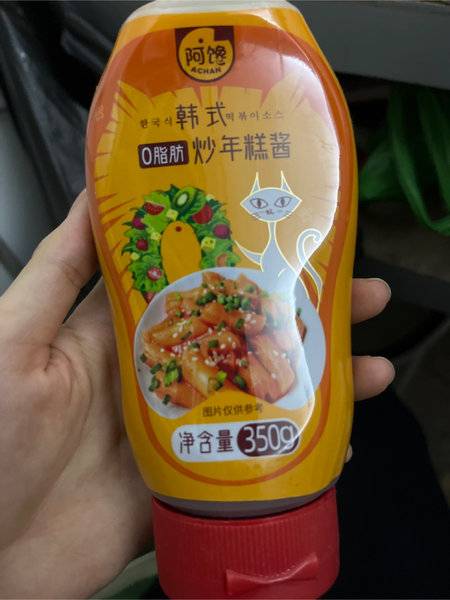 阿馋
ACHAN
한국식 韩式 떡볶이소스
0脂肪 炒年糕酱
图片仅供参考
净含量 350g